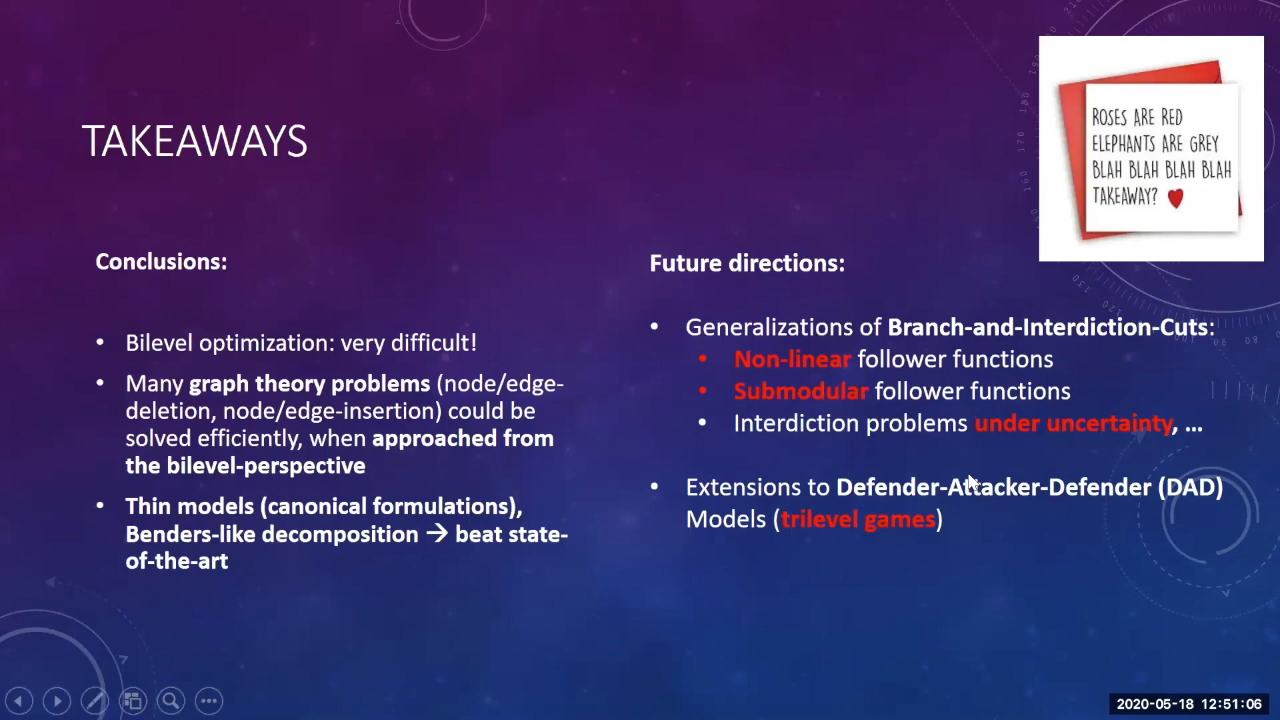 TAKEAWAYS
ROSES ARE RED
ELEPHANTS ARE GREY
BLAH BLAH BLAH BLAH
TAKEAWAY?
Conclusions:
• Bilevel optimization: very difficult!
• Many graph theory problems (node/edge-
deletion, node/edge-insertion) could be
solved efficiently, when approached from
the bilevel-perspective
• Thin models (canonical formulations),
Benders-like decomposition → beat state-
of-the-art
Future directions:
• Generalizations of Branch-and-Interdiction-Cuts:
• Non-linear follower functions
• Submodular follower functions
• Interdiction problems under uncertainty, ...
• Extensions to Defender-Attacker-Defender (DAD)
Models (trilevel games)
2020-05-18 12:51:06